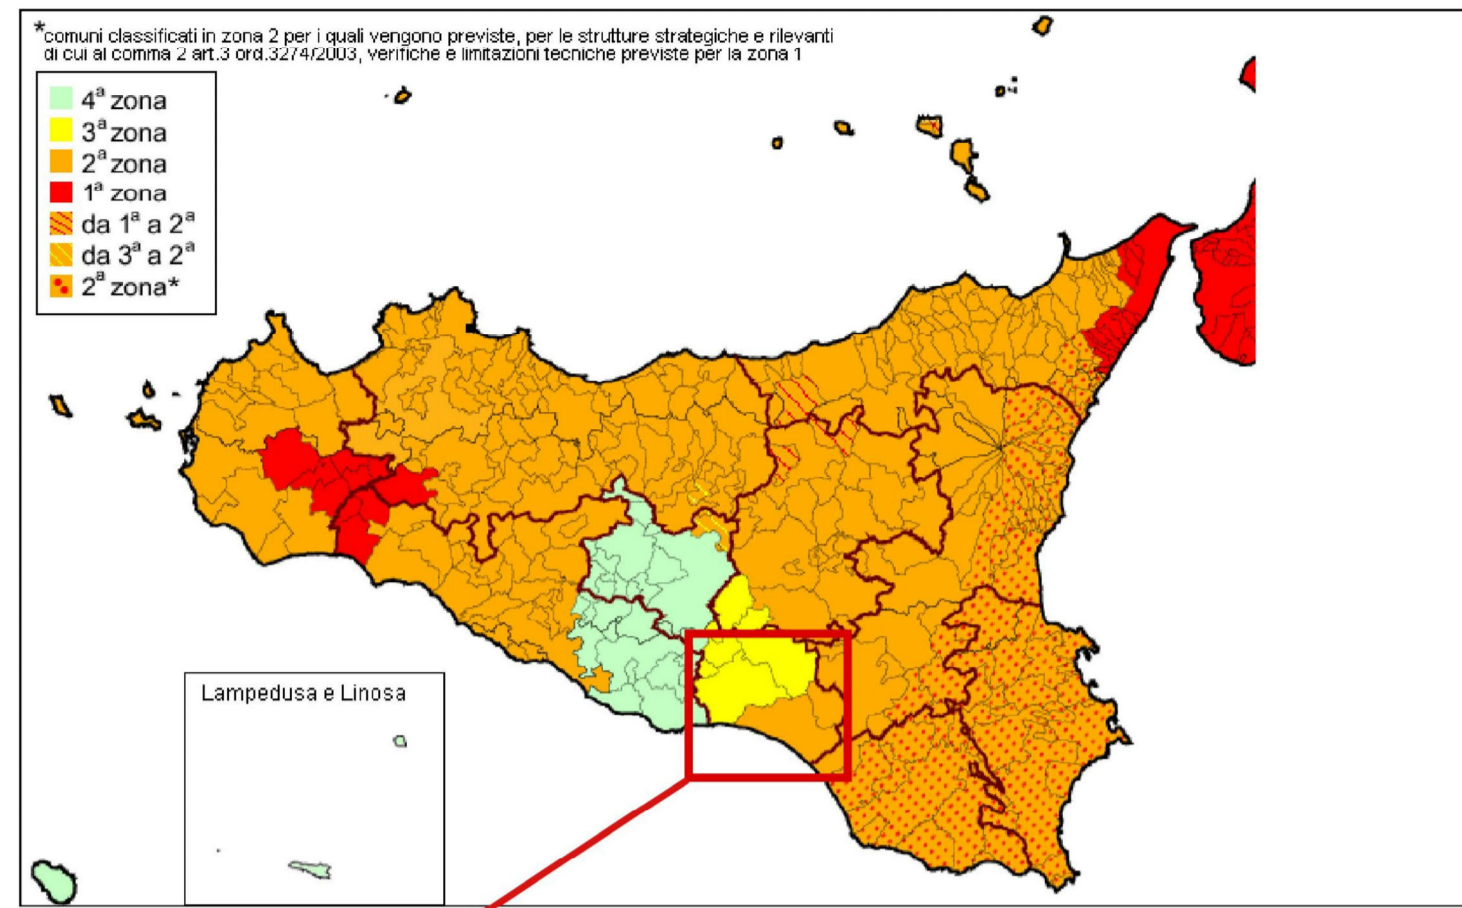 *comuni classificati in zona 2 per i quali vengono previste, per le strutture strategiche e rilevanti
di cui al comma 2 art.3 ord.3274/2003, verifiche e limitazioni tecniche previste per la zona 1
4ª zona
3ª zona
2ª zona
1ª zona
da 1ª a 2ª
da 3ª a 2ª
2ª zona*
Lampedusa e Linosa